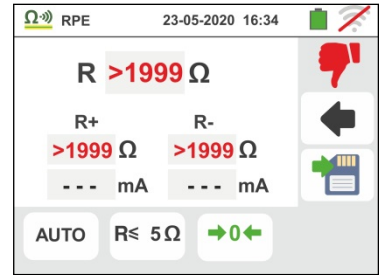 Ω RPE 23-05-2020 16:34
R >1999 Ω
R+ R-
>1999 Ω >1999 Ω
- - - mA - - - mA
AUTO R≤ 5Ω →0←